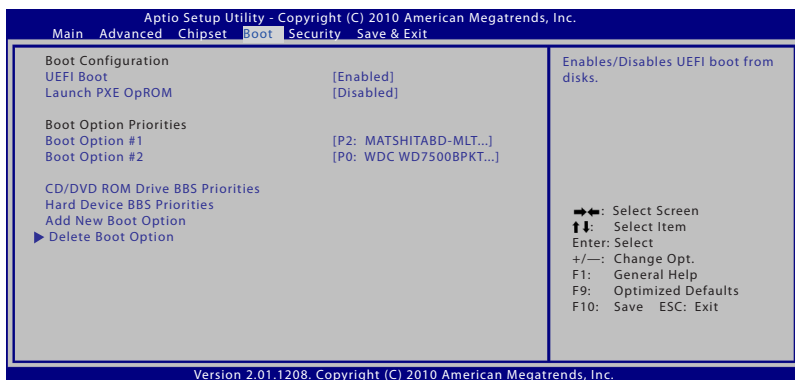 Aptio Setup Utility - Copyright (C) 2010 American Megatrends, Inc.
Main Advanced Chipset Boot Security Save & Exit
Boot Configuration
UEFI Boot [Enabled]
Launch PXE OpROM [Disabled]
Boot Option Priorities
Boot Option #1 [P2: MATSHITABD-MLT...]
Boot Option #2 [P0: WDC WD7500BPKT...]
CD/DVD ROM Drive BBS Priorities
Hard Device BBS Priorities
Add New Boot Option
▶ Delete Boot Option
Enables/Disables UEFI boot from
disks.
➡⬅: Select Screen
⬆⬇: Select Item
Enter: Select
+/—: Change Opt.
F1: General Help
F9: Optimized Defaults
F10: Save ESC: Exit
Version 2.01.1208. Copyright (C) 2010 American Megatrends, Inc.